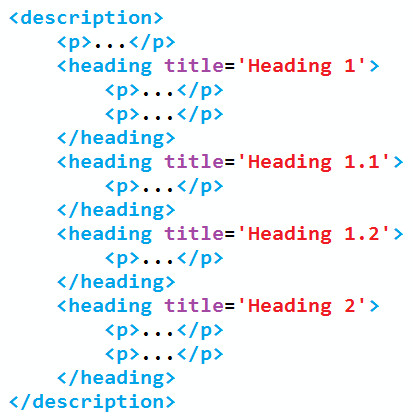 <description>
    <p>...</p>
    <heading title='Heading 1'>
        <p>...</p>
        <p>...</p>
    </heading>
    <heading title='Heading 1.1'>
        <p>...</p>
    </heading>
    <heading title='Heading 1.2'>
        <p>...</p>
    </heading>
    <heading title='Heading 2'>
        <p>...</p>
        <p>...</p>
    </heading>
</description>